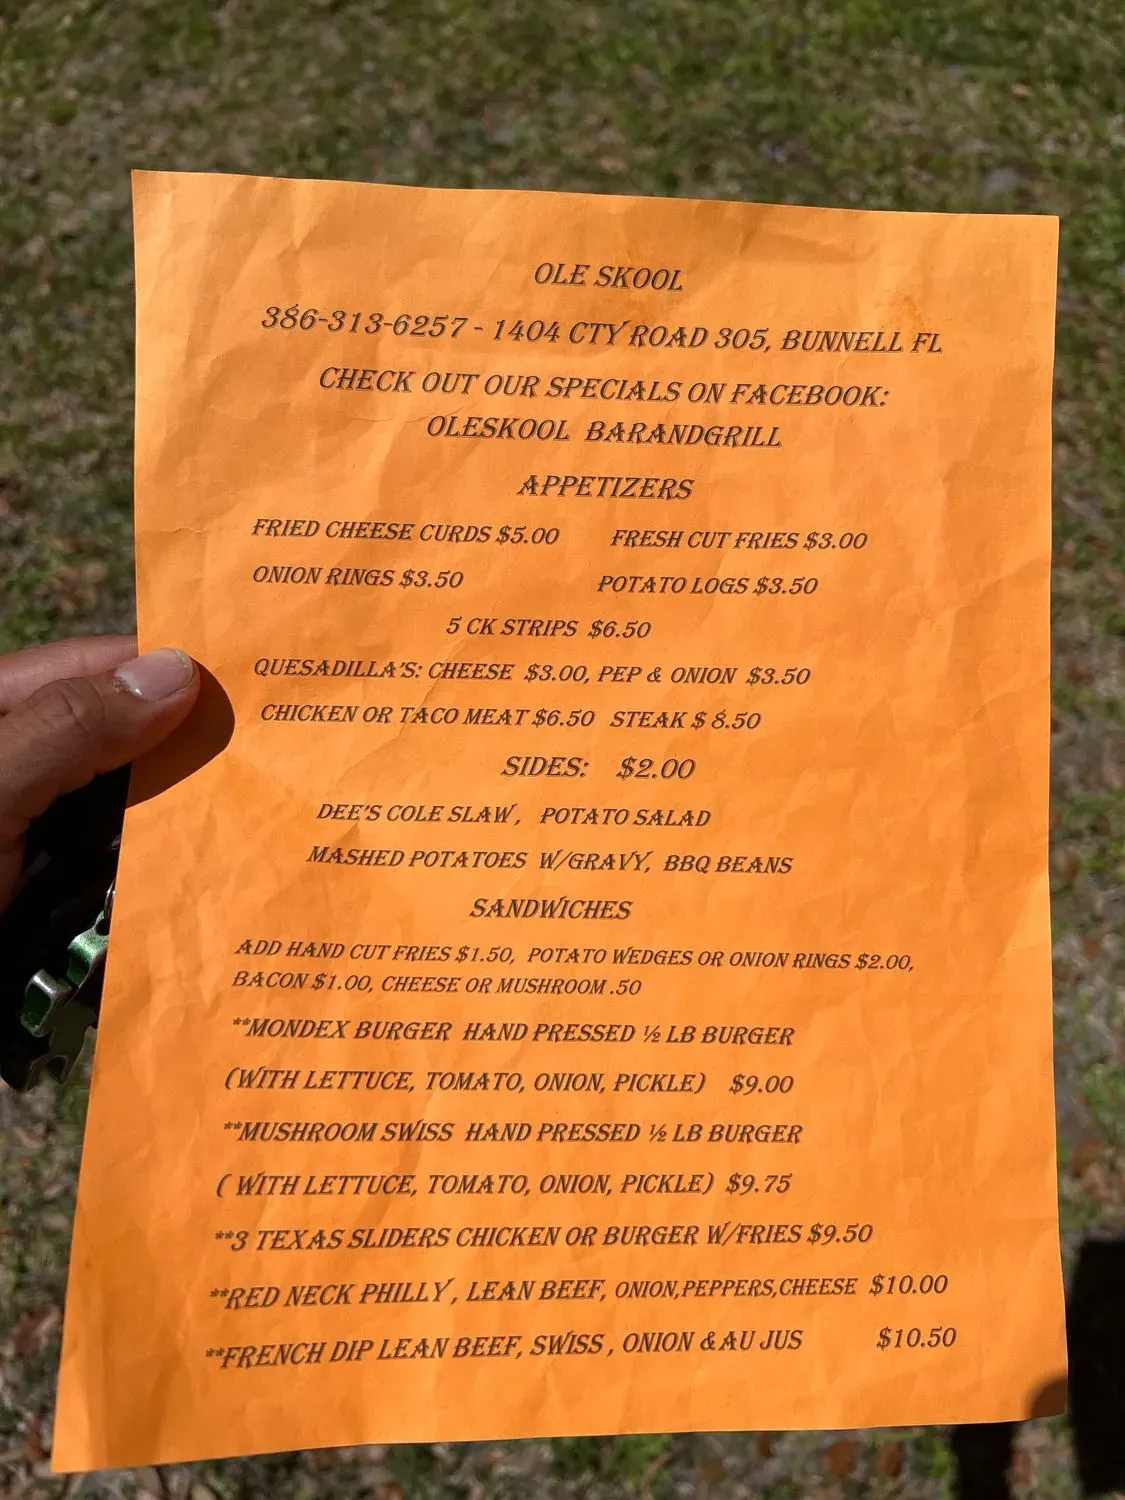 OLE SKOOL
386-313-6257 - 1404 CTY ROAD 305, BUNNELL FL
CHECK OUT OUR SPECIALS ON FACEBOOK:
OLESKOOL BARANDGRILL
APPETIZERS
FRIED CHEESE CURDS $5.00 FRESH CUT FRIES $3.00
ONION RINGS $3.50 POTATO LOGS $3.50
5 CK STRIPS $6.50
QUESADILLA'S: CHEESE $3.00, PEP & ONION $3.50
CHICKEN OR TACO MEAT $6.50 STEAK $ 8.50
SIDES: $2.00
DEE'S COLE SLAW, POTATO SALAD
MASHED POTATOES W/GRAVY, BBQ BEANS
SANDWICHES
ADD HAND CUT FRIES $1.50, POTATO WEDGES OR ONION RINGS $2.00,
BACON $1.00, CHEESE OR MUSHROOM .50
**MONDEX BURGER HAND PRESSED ½ LB BURGER
(WITH LETTUCE, TOMATO, ONION, PICKLE) $9.00
**MUSHROOM SWISS HAND PRESSED ½ LB BURGER
( WITH LETTUCE, TOMATO, ONION, PICKLE) $9.75
**3 TEXAS SLIDERS CHICKEN OR BURGER W/FRIES $9.50
**RED NECK PHILLY, LEAN BEEF, ONION,PEPPERS,CHEESE $10.00
**FRENCH DIP LEAN BEEF, SWISS, ONION &AU JUS $10.50